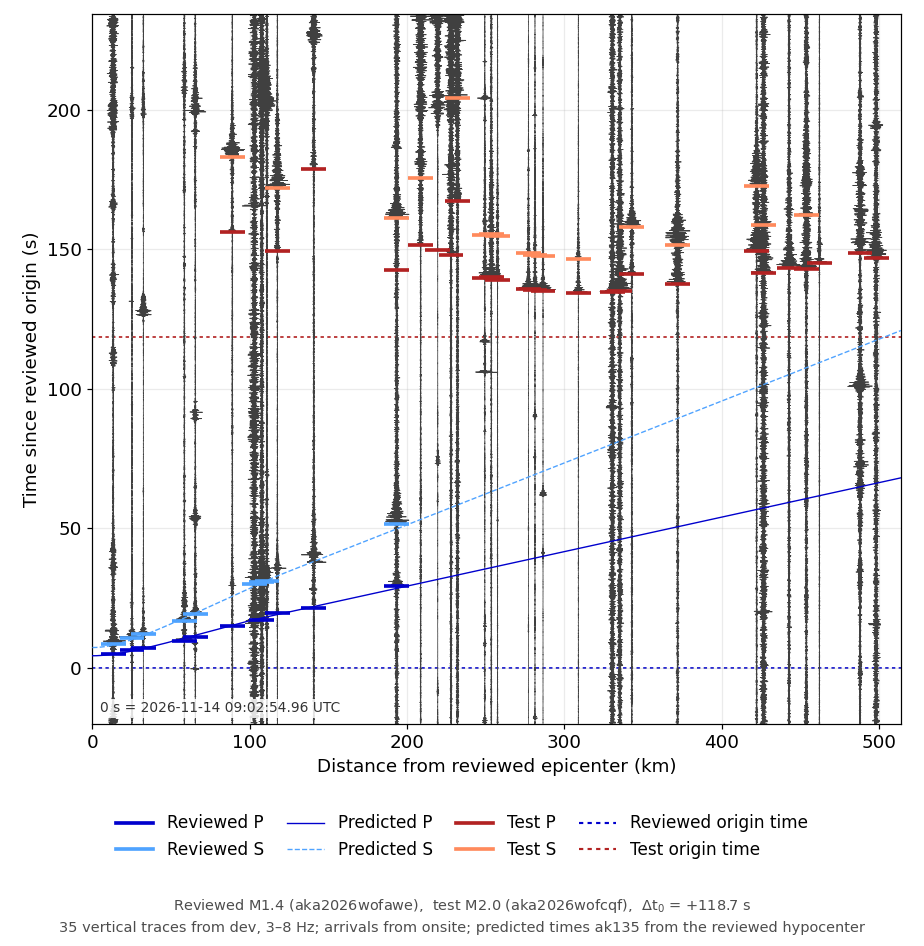 200
150
100
50
0
Time since reviewed origin (s)
0 s = 2026-11-14 09:02:54.96 UTC
0 100 200 300 400 500
Distance from reviewed epicenter (km)
Reviewed P Predicted P Test P Reviewed origin time
Reviewed S Predicted S Test S Test origin time
Reviewed M1.4 (aka2026wofawe), test M2.0 (aka2026wofcqf), Δt₀ = +118.7 s
35 vertical traces from dev, 3–8 Hz; arrivals from onsite; predicted times ak135 from the reviewed hypocenter